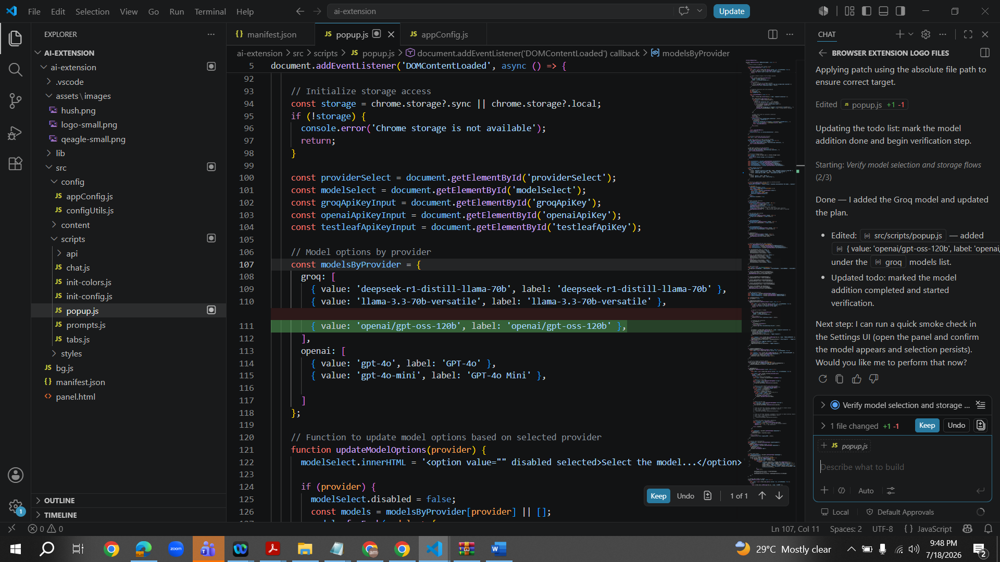 File Edit Selection View Go Run Terminal Help
ai-extension
Update
EXPLORER
AI-EXTENSION
ai-extension
.vscode
assets\images
hush.png
logo-small.png
qeagle-small.png
lib
src
config
JS appConfig.js
JS configUtils.js
content
scripts
api
JS chat.js
JS init-colors.js
JS init-config.js
JS popup.js
JS prompts.js
JS tabs.js
styles
JS bg.js
{} manifest.json
<> panel.html
OUTLINE
TIMELINE
{} manifest.json
JS popup.js
JS appConfig.js
ai-extension > src > scripts > JS popup.js > document.addEventListener('DOMContentLoaded') callback > modelsByProvider
5 document.addEventListener('DOMContentLoaded', async () => {
92
93 // Initialize storage access
94 const storage = chrome.storage?.sync || chrome.storage?.local;
95 if (!storage) {
96 console.error('Chrome storage is not available');
97 return;
98 }
99
100 const providerSelect = document.getElementById('providerSelect');
101 const modelSelect = document.getElementById('modelSelect');
102 const groqApiKeyInput = document.getElementById('groqApiKey');
103 const openaiApiKeyInput = document.getElementById('openaiApiKey');
104 const testleafApiKeyInput = document.getElementById('testleafApiKey');
105
106 // Model options by provider
107 const modelsByProvider = {
108 groq: [
109 { value: 'deepseek-r1-distill-llama-70b', label: 'deepseek-r1-distill-llama-70b' },
110 { value: 'llama-3.3-70b-versatile', label: 'llama-3.3-70b-versatile' },
111 { value: 'openai/gpt-oss-120b', label: 'openai/gpt-oss-120b' },
112 ],
113 openai: [
114 { value: 'gpt-4o', label: 'GPT-4o' },
115 { value: 'gpt-4o-mini', label: 'GPT-4o Mini' },
116
117 ]
118 };
119
120 // Function to update model options based on selected provider
121 function updateModelOptions(provider) {
122 modelSelect.innerHTML = '<option value="" disabled selected>Select the model...</option>
123
124 if (provider) {
125 modelSelect.disabled = false;
126 const models = modelsByProvider[provider] || [];
Keep Undo 1 of 1
CHAT
BROWSER EXTENSION LOGO FILES
Applying patch using the absolute file path to
ensure correct target.
Edited JS popup.js +1 -1
Updating the todo list: mark the model
addition done and begin verification step.
Starting: Verify model selection and storage flows
(2/3)
Done — I added the Groq model and updated
the plan.
• Edited: src/scripts/popup.js — added
{ value: 'openai/gpt-oss-120b', label: 'openai/
under the groq models list.
• Updated todo: marked the model
addition completed and started
verification.
Next step: I can run a quick smoke check in
the Settings UI (open the panel and confirm
the model appears and selection persists).
Would you like me to perform that now?
Verify model selection and storage ...
1 file changed +1 -1 Keep Undo
+ JS popup.js
Describe what to build
Auto
Local Default Approvals
1
0 0
Ln 107, Col 11 Spaces: 2 UTF-8 {} JavaScript
zoom
am
29°C Mostly clear
9:48 PM
7/18/2026
2